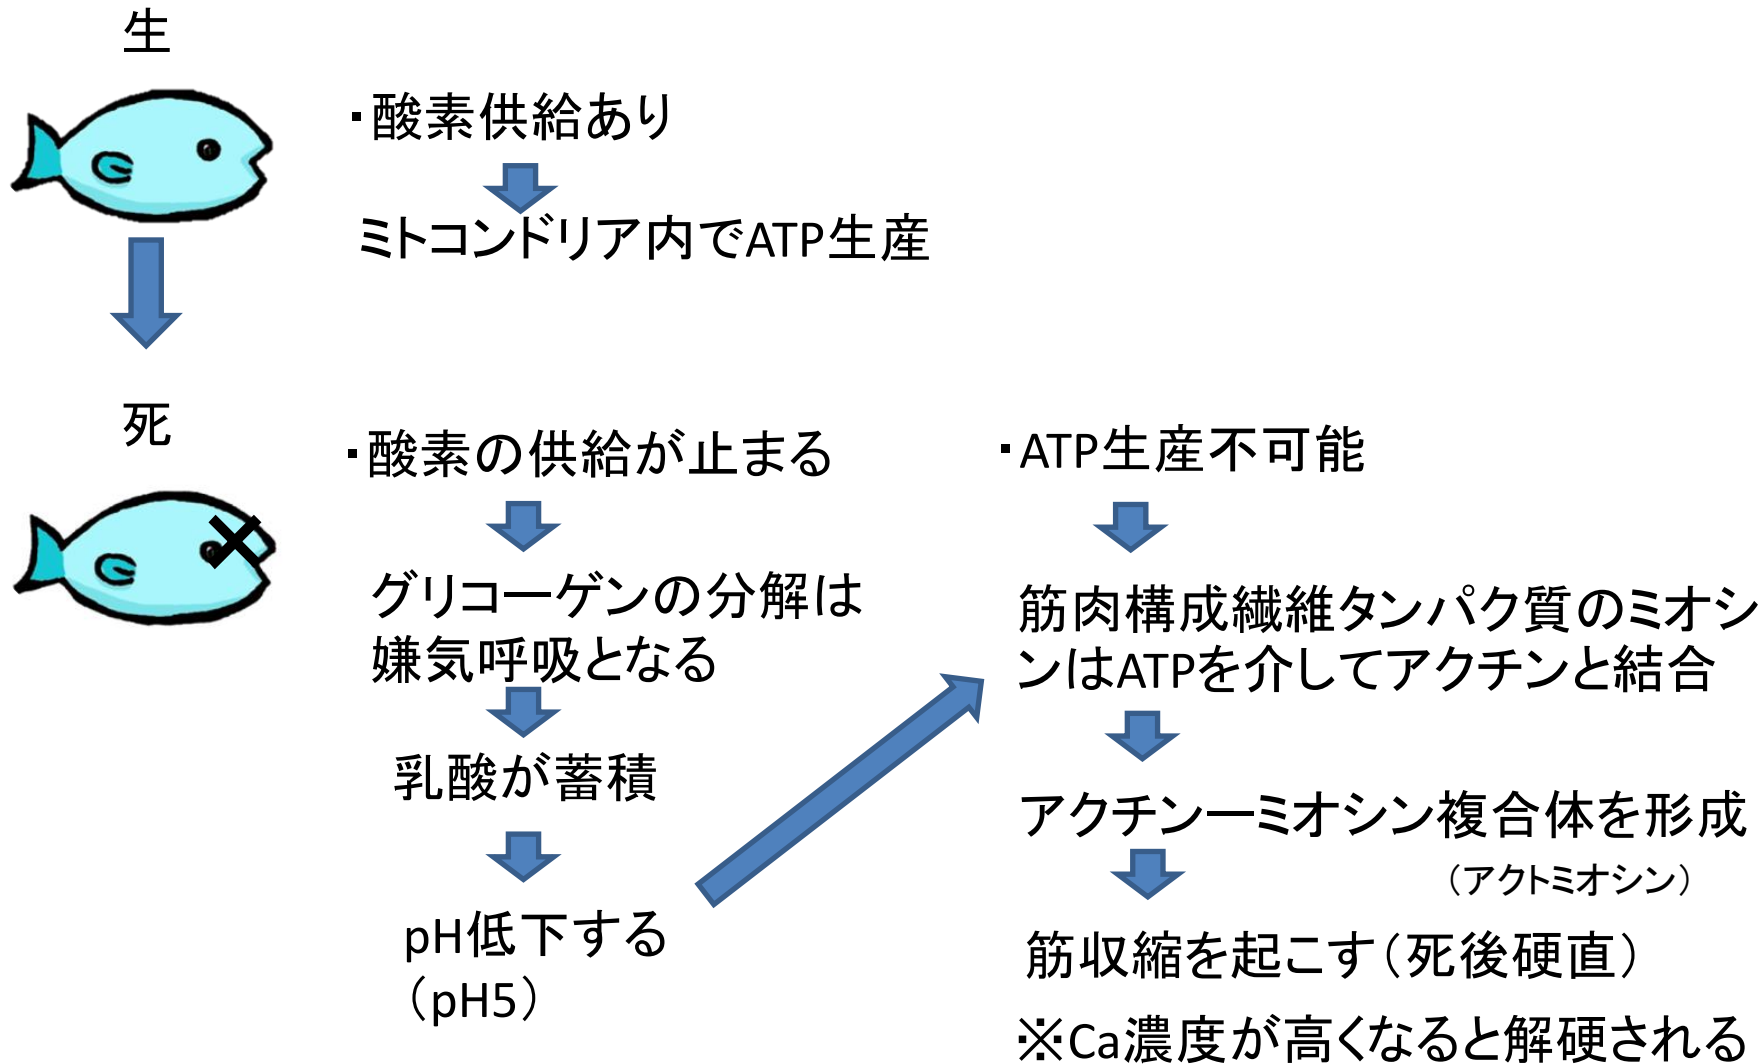 生
・酸素供給あり
ミトコンドリア内でATP生産
死
・酸素の供給が止まる
グリコーゲンの分解は
嫌気呼吸となる
乳酸が蓄積
pH低下する
（pH5）
・ATP生産不可能
筋肉構成繊維タンパク質のミオシ
ンはATPを介してアクチンと結合
アクチンーミオシン複合体を形成
（アクトミオシン）
筋収縮を起こす（死後硬直）
※Ca濃度が高くなると解硬される